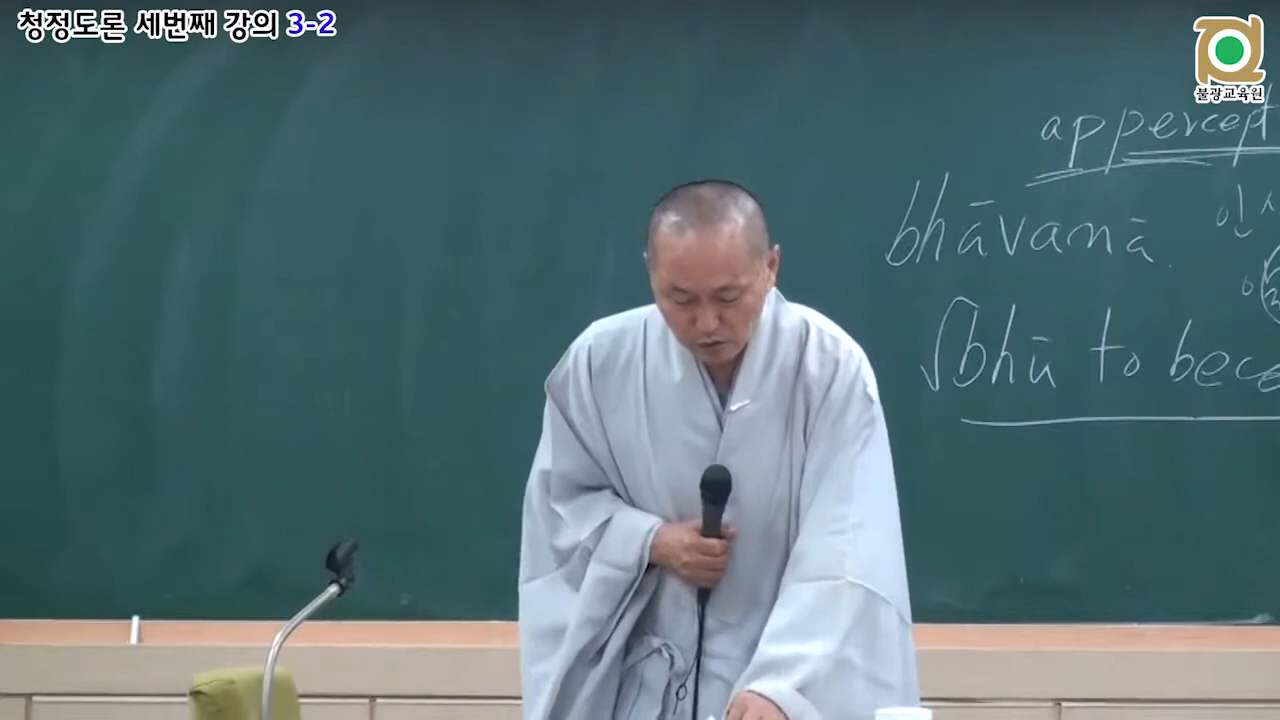 청정도론 세번째 강의 3-2
불광교육원
appercept
bhāvanā
인
√bhū to bec